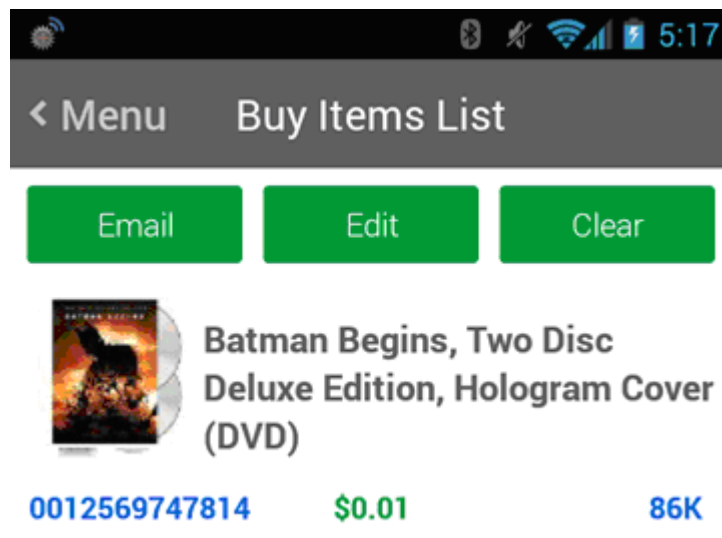 5:17
< Menu Buy Items List
Email Edit Clear
Batman Begins, Two Disc
Deluxe Edition, Hologram Cover
(DVD)
0012569747814 $0.01 86K